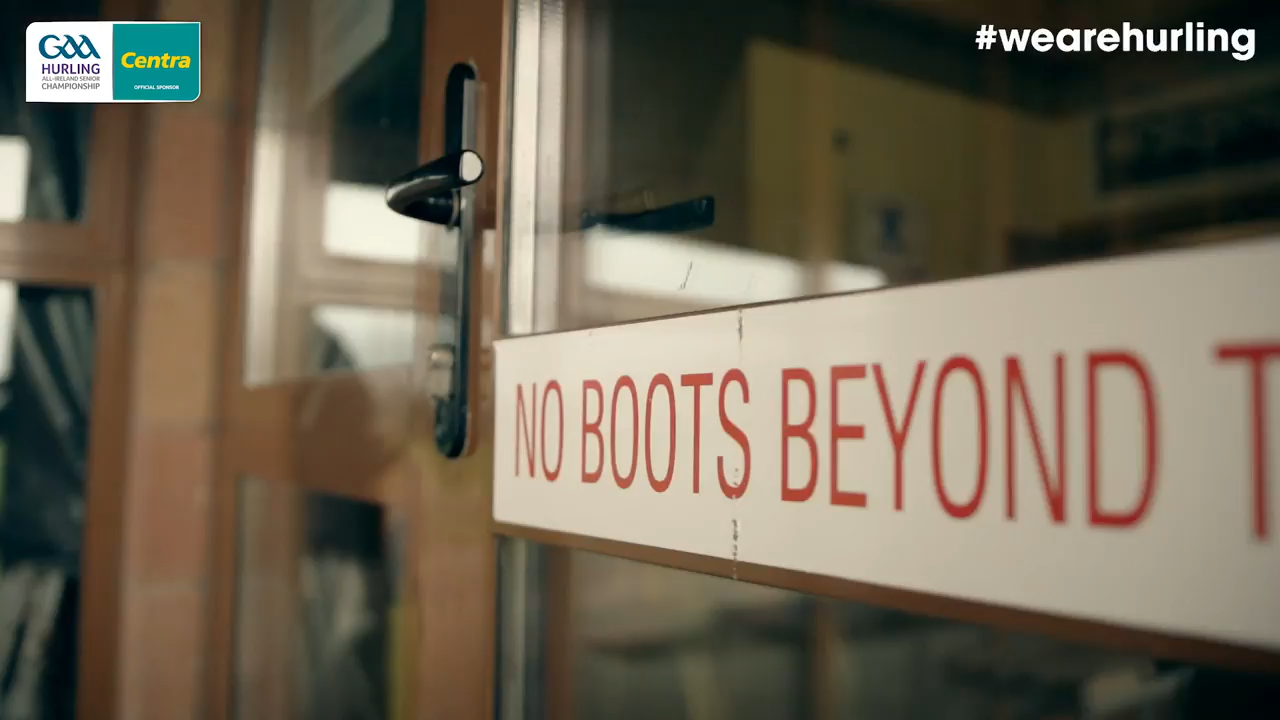 GAA
HURLING
ALL-IRELAND SENIOR
CHAMPIONSHIP
Centra
OFFICIAL SPONSOR
#wearehurling
NO BOOTS BEYOND T